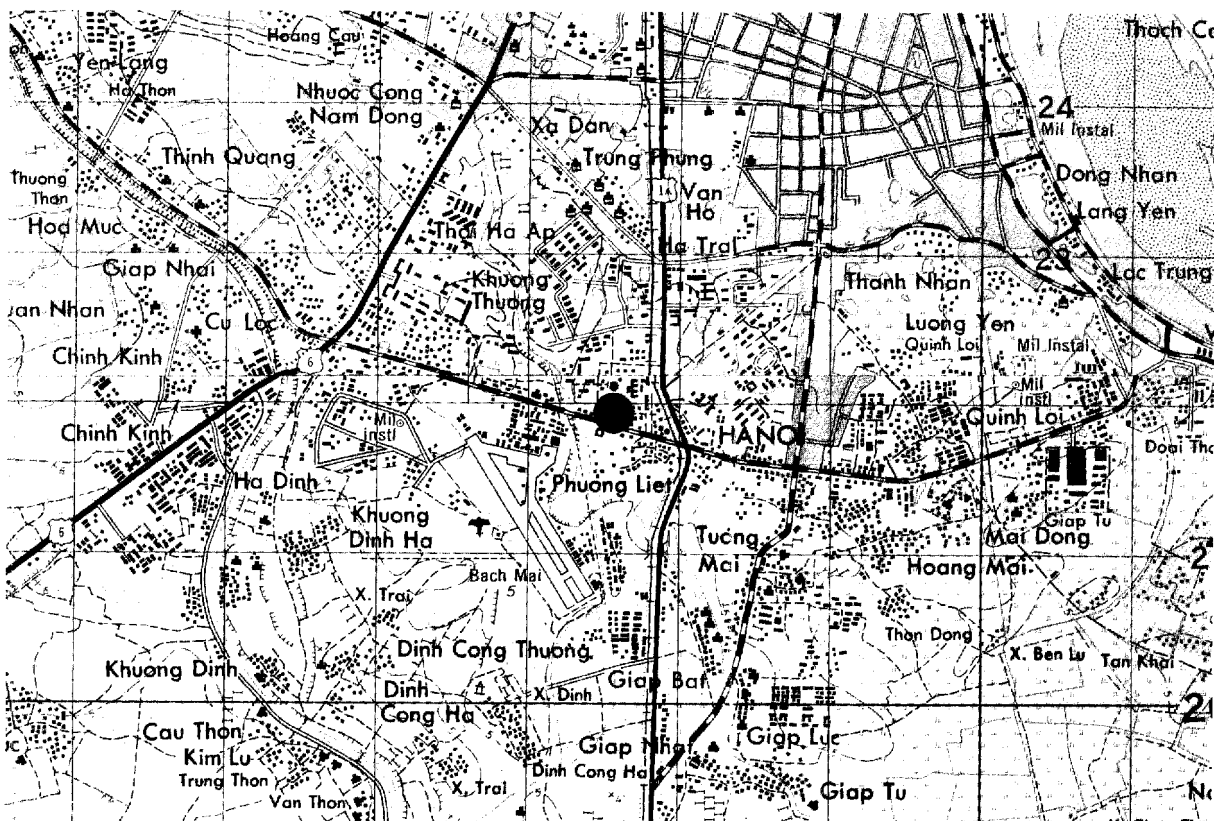 Hoang Cau
Thach
Yen Lang
Ha Thon
Nhuoc Cong
Nam Dong
24
Mil Instal
Xa Dan
Thinh Quang
Trung Phung
Thuong
Than
Dong Nhan
1A
Van
Ho
Lang Yen
Hoa Muc
Thai Ha Ap
Ha Trai
23
Giap Nhai
Khuong
Thuong
Thanh Nhan
Lac Trung
Nhan
Cu Loc
Luong Yen
Quinh Loi
Mil Instal
Chinh Kinh
6
Mil
instl
Mil
instl
Quinh Loi
Chinh Kinh
HANOI
Doai
Ha Dinh
Phuong Liet
6
Khuong
Dinh Ha
Giap Tu
Mai Dong
Tuong
Mai
Hoang Mai
2
Bach Mai
5
X. Trai
Thon Dong
Dinh Cong Thuong
X. Ben Lu
Tan Khai
Khuong Dinh
Giap Bat
X. Dinh
Dinh
Cong Ha
2
Cau Thon
Kim Lu
Giap Luc
Giap Nhat
Trung Thon
Dinh Cong Ha
X. Trai
Giap Tu
Van Thon